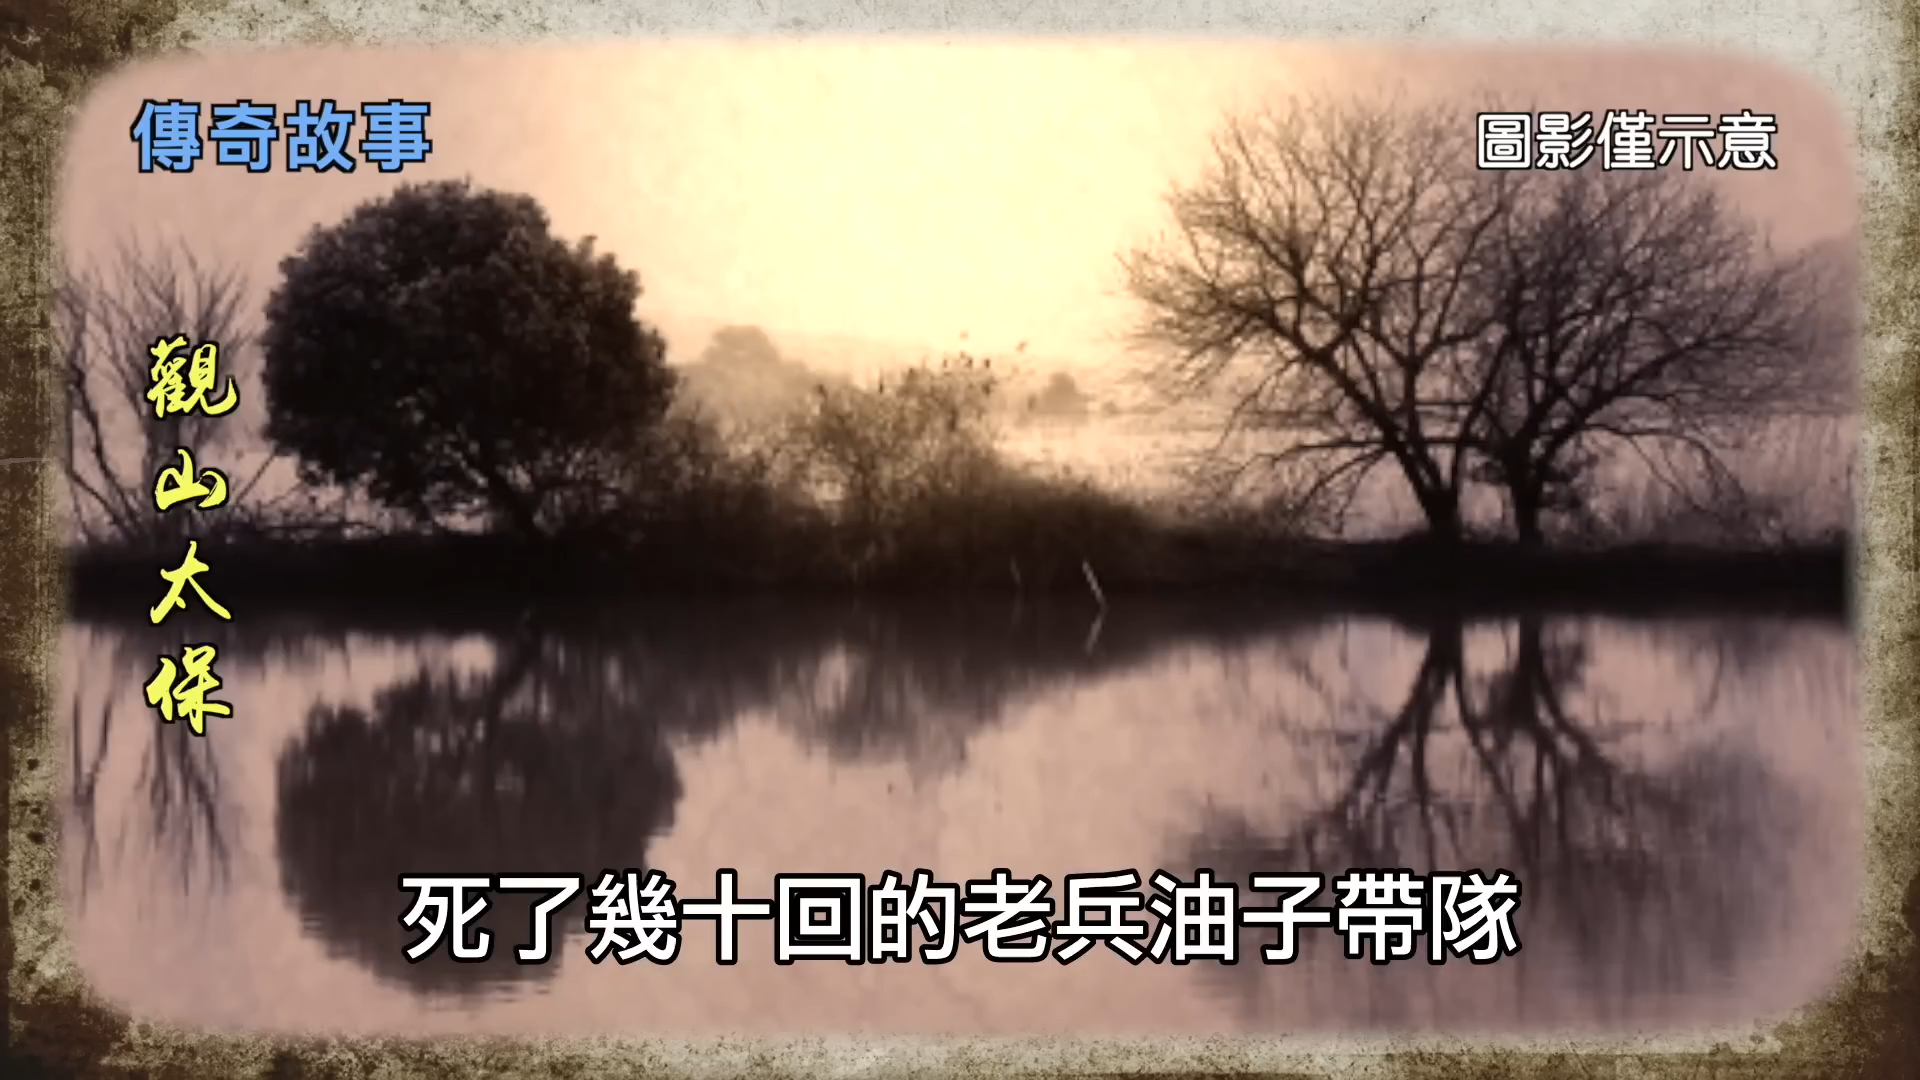 傳奇故事
圖影僅示意
觀山太保
死了幾十回的老兵油子帶隊